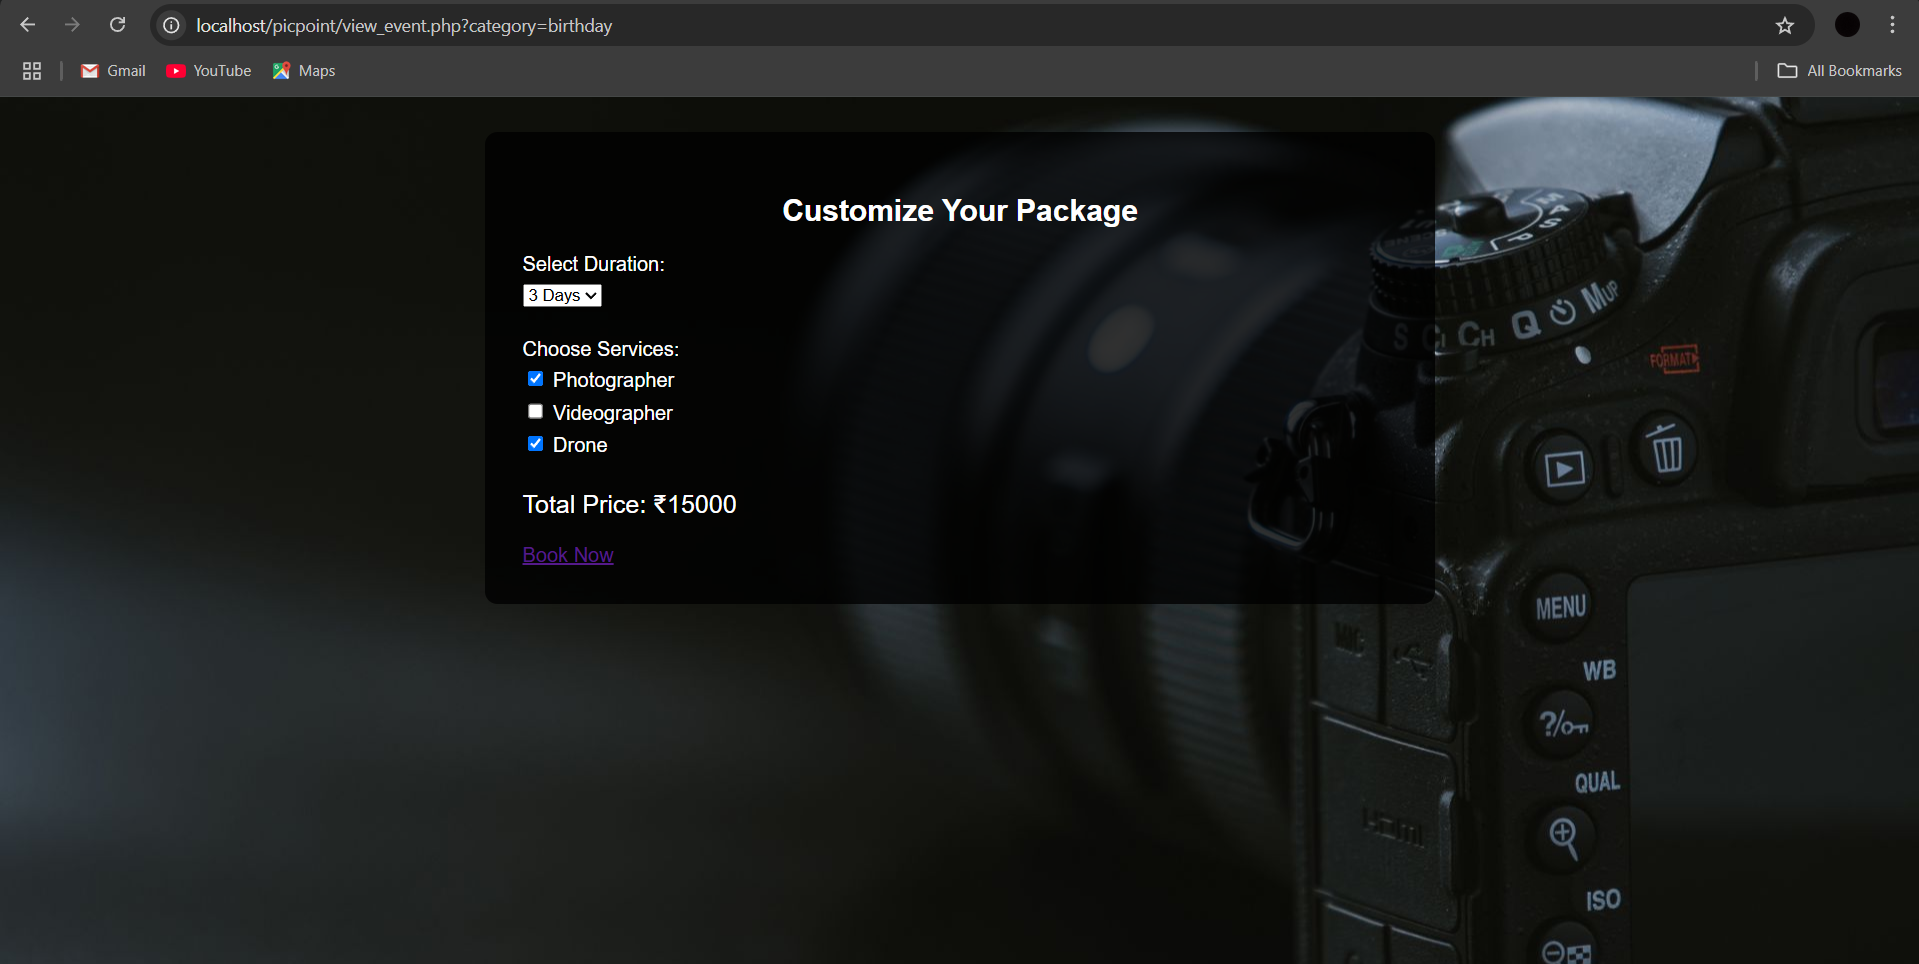 localhost/picpoint/view_event.php?category=birthday
Gmail YouTube Maps All Bookmarks
Customize Your Package
Select Duration:
3 Days
Choose Services:
Photographer
Videographer
Drone
Total Price: ₹15000
Book Now
M A S P
S CL CH Q MUP
FORMAT
MENU
WB
?/
QUAL
HDMI
ISO